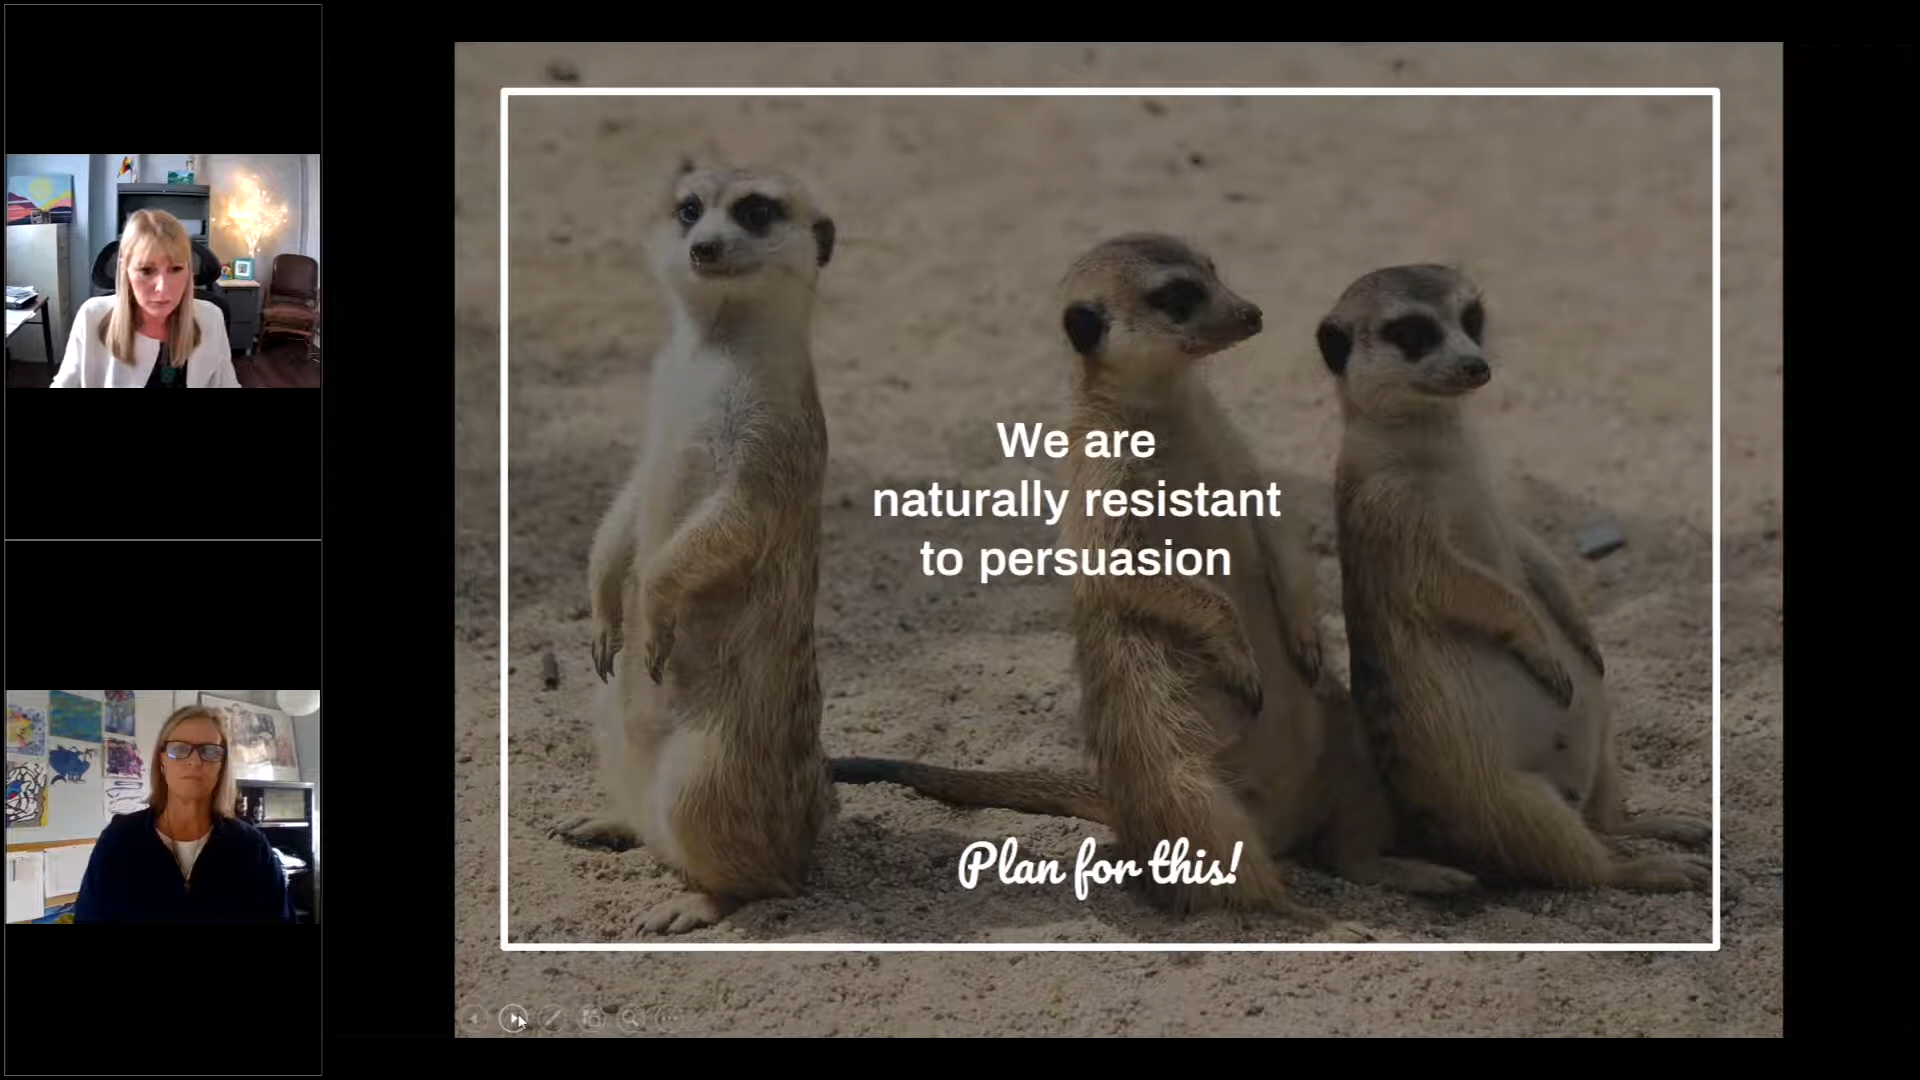 We are
naturally resistant
to persuasion
Plan for this!